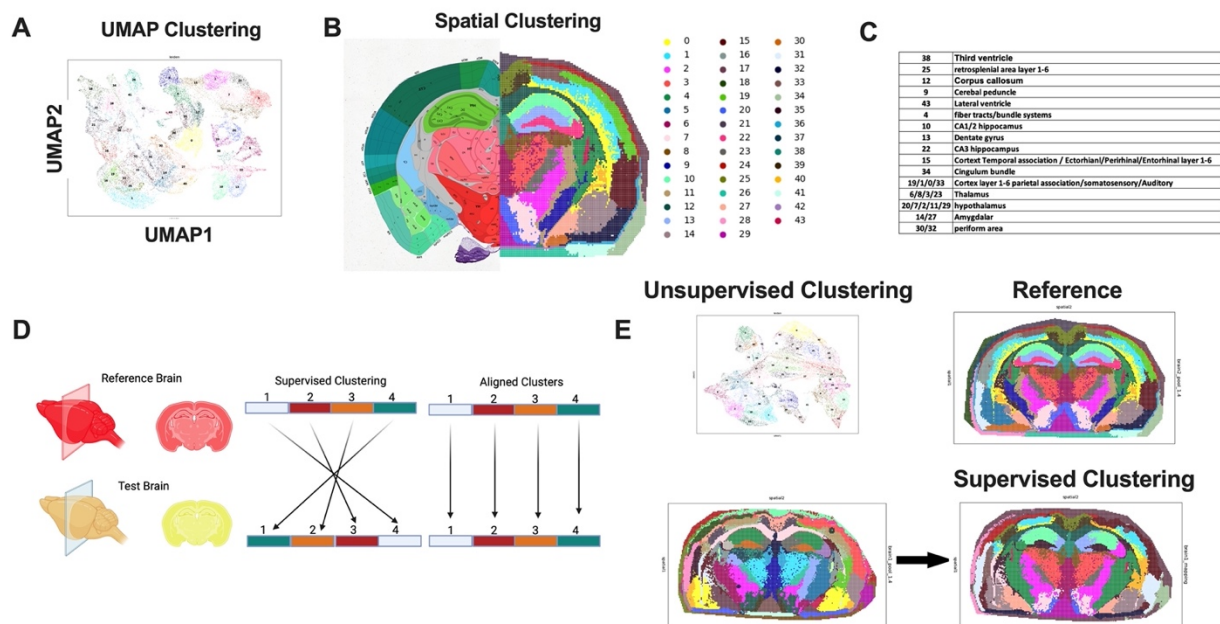 A
UMAP Clustering
UMAP2
UMAP1
B
Spatial Clustering
0 15 30
1 16 31
2 17 32
3 18 33
4 19 34
5 20 35
6 21 36
7 22 37
8 23 38
9 24 39
10 25 40
11 26 41
12 27 42
13 28 43
14 29
C
38 Third ventricle
25 retrosplenial area layer 1-6
12 Corpus callosum
9 Cerebal peduncle
43 Lateral ventricle
4 fiber tracts/bundle systems
10 CA1/2 hippocamus
13 Dentate gyrus
22 CA3 hippocampus
15 Cortext Temporal association / Ectorhianl/Perirhinal/Entorhinal layer 1-6
34 Cingulum bundle
19/1/0/33 Cortex layer 1-6 parietal association/somatosensory/Auditory
6/8/3/23 Thalamus
20/7/2/11/29 hypothalamus
14/27 Amygdalar
30/32 periform area
D
Reference Brain
Test Brain
Supervised Clustering
1 2 3 4
1 2 3 4
Aligned Clusters
1 2 3 4
1 2 3 4
E
Unsupervised Clustering
Reference
spatial2
Supervised Clustering
spatial2
spatial2